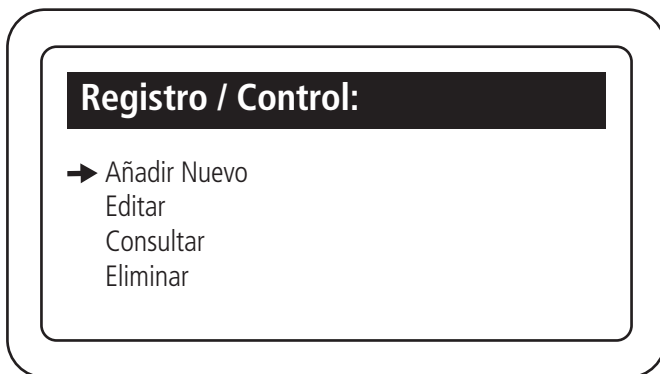 Registro / Control:
Añadir Nuevo
Editar
Consultar
Eliminar